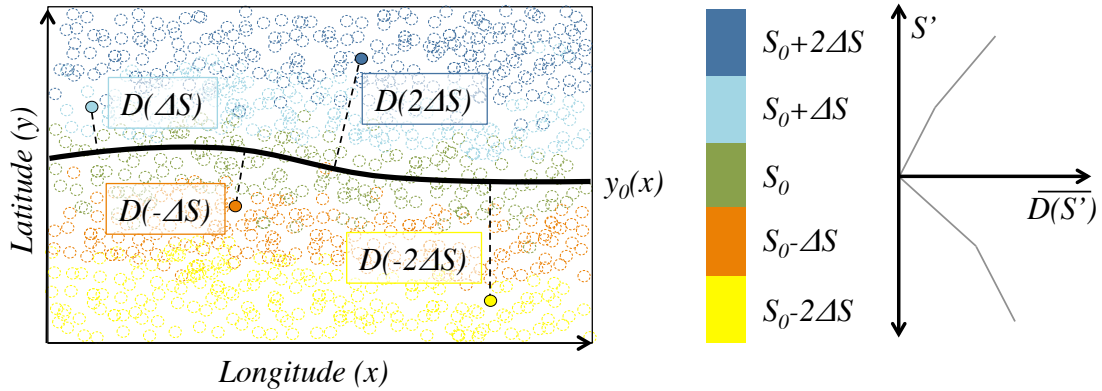 Latitude (y)
D(ΔS)
D(2ΔS)
D(-ΔS)
D(-2ΔS)
y₀(x)
Longitude (x)
S₀+2ΔS
S₀+ΔS
S₀
S₀-ΔS
S₀-2ΔS
S’
D(S’)